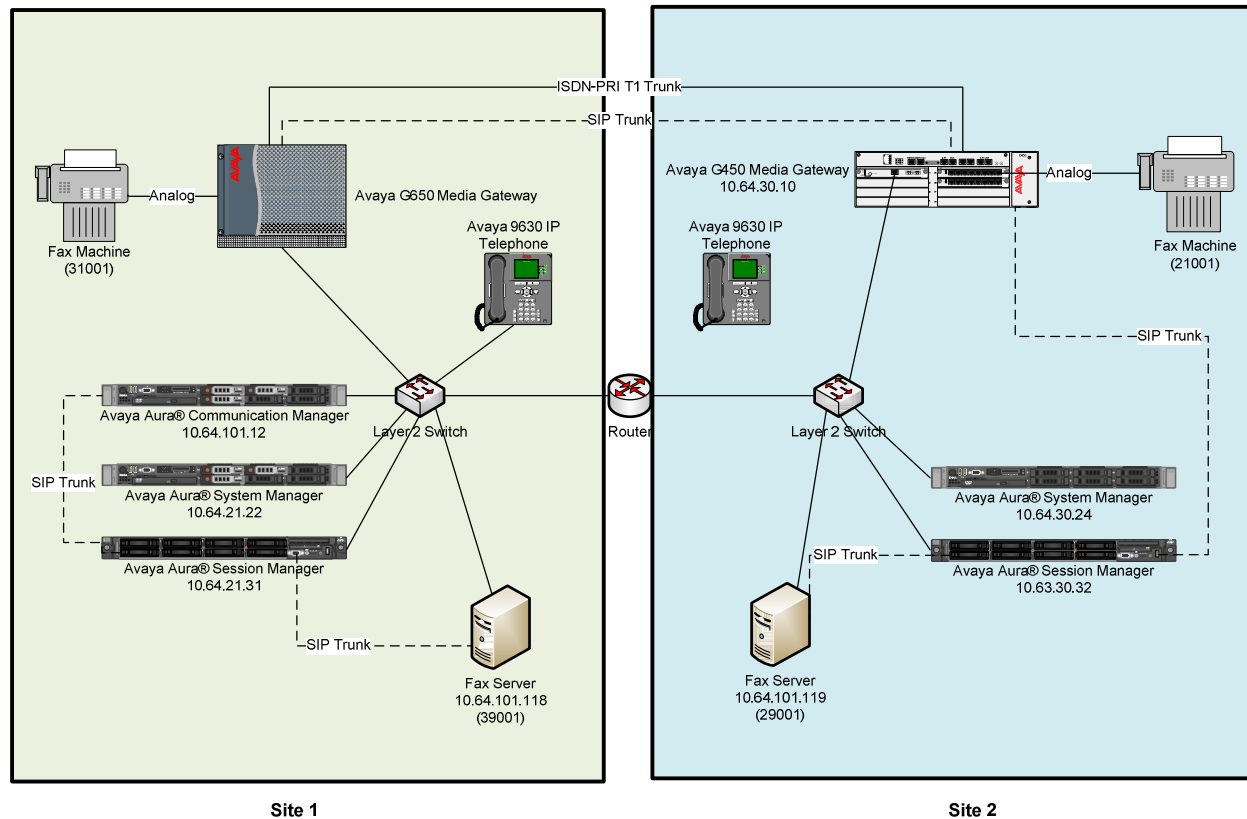 ISDN-PRI T1 Trunk
SIP Trunk
AVAYA
Analog
Avaya G650 Media Gateway
Fax Machine
(31001)
Avaya 9630 IP
Telephone
Avaya G450 Media Gateway
10.64.30.10
AVAYA
Analog
Fax Machine
(21001)
Avaya 9630 IP
Telephone
SIP Trunk
Avaya Aura® Communication Manager
10.64.101.12
Layer 2 Switch
Router
Layer 2 Switch
SIP Trunk
Avaya Aura® System Manager
10.64.21.22
Avaya Aura® System Manager
10.64.30.24
Avaya Aura® Session Manager
10.64.21.31
SIP Trunk
Avaya Aura® Session Manager
10.63.30.32
SIP Trunk
Fax Server
10.64.101.118
(39001)
Fax Server
10.64.101.119
(29001)
Site 1
Site 2